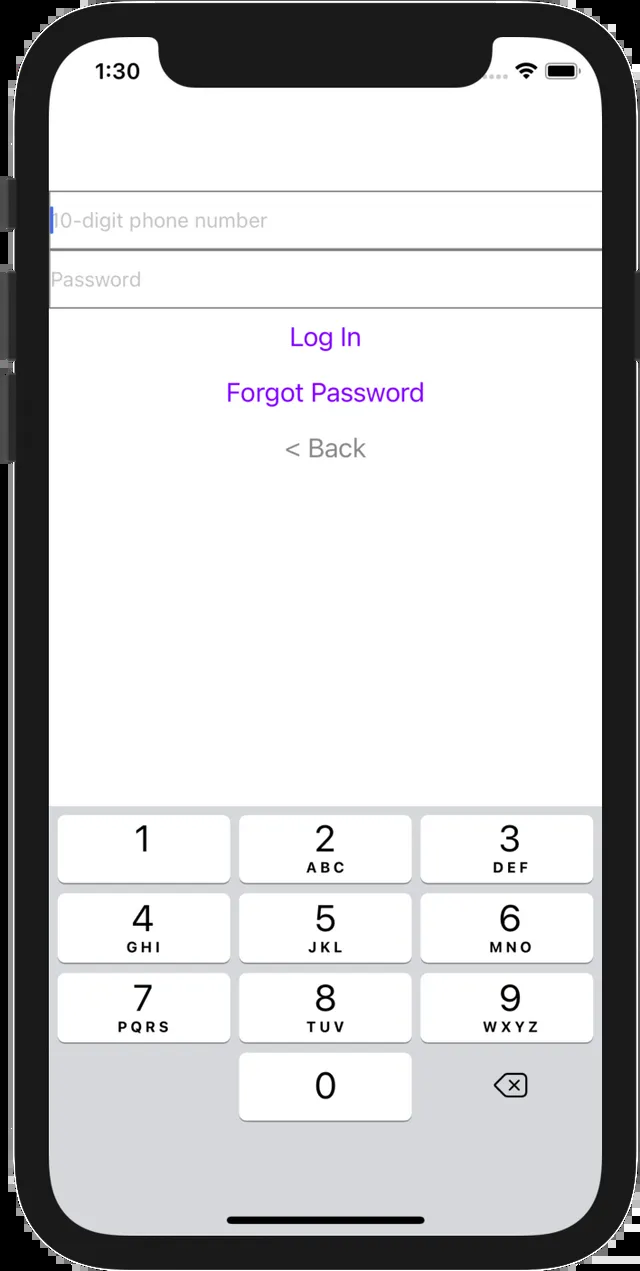 1:30
10-digit phone number
Password
Log In
Forgot Password
< Back
1 2 3
ABC DEF
4 5 6
GHI JKL MNO
7 8 9
PQRS TUV WXYZ
0